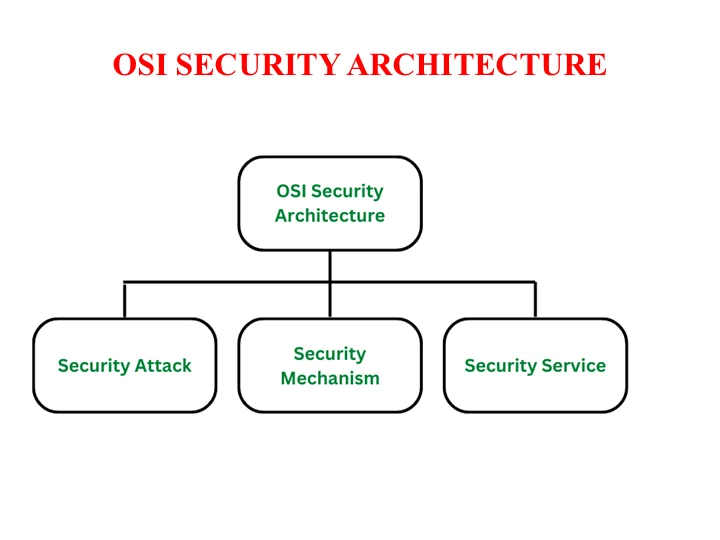 OSI SECURITY ARCHITECTURE
OSI Security
Architecture
Security Attack
Security
Mechanism
Security Service